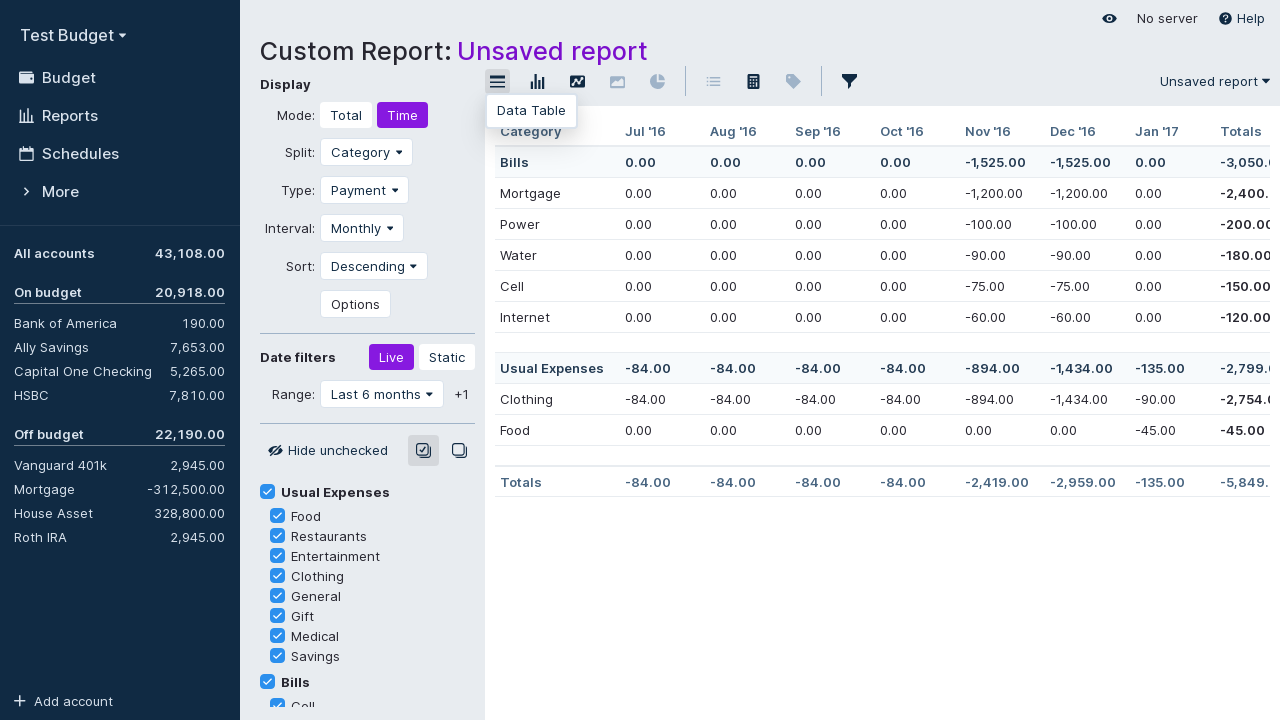 Test Budget
Budget
Reports
Schedules
More
All accounts 43,108.00
On budget 20,918.00
Bank of America 190.00
Ally Savings 7,653.00
Capital One Checking 5,265.00
HSBC 7,810.00
Off budget 22,190.00
Vanguard 401k 2,945.00
Mortgage -312,500.00
House Asset 328,800.00
Roth IRA 2,945.00
Add account
No server
Help
Custom Report: Unsaved report
Display
Mode: Total Time
Split: Category
Type: Payment
Interval: Monthly
Sort: Descending
Options
Date filters Live Static
Range: Last 6 months +1
Hide unchecked
Usual Expenses
Food
Restaurants
Entertainment
Clothing
General
Gift
Medical
Savings
Bills
Cell
Unsaved report
Data Table
Category Jul '16 Aug '16 Sep '16 Oct '16 Nov '16 Dec '16 Jan '17 Totals
Bills 0.00 0.00 0.00 0.00 -1,525.00 -1,525.00 0.00 -3,050.0
Mortgage 0.00 0.00 0.00 0.00 -1,200.00 -1,200.00 0.00 -2,400.
Power 0.00 0.00 0.00 0.00 -100.00 -100.00 0.00 -200.00
Water 0.00 0.00 0.00 0.00 -90.00 -90.00 0.00 -180.00
Cell 0.00 0.00 0.00 0.00 -75.00 -75.00 0.00 -150.00
Internet 0.00 0.00 0.00 0.00 -60.00 -60.00 0.00 -120.00
Usual Expenses -84.00 -84.00 -84.00 -84.00 -894.00 -1,434.00 -135.00 -2,799.0
Clothing -84.00 -84.00 -84.00 -84.00 -894.00 -1,434.00 -90.00 -2,754.0
Food 0.00 0.00 0.00 0.00 0.00 0.00 -45.00 -45.00
Totals -84.00 -84.00 -84.00 -84.00 -2,419.00 -2,959.00 -135.00 -5,849.